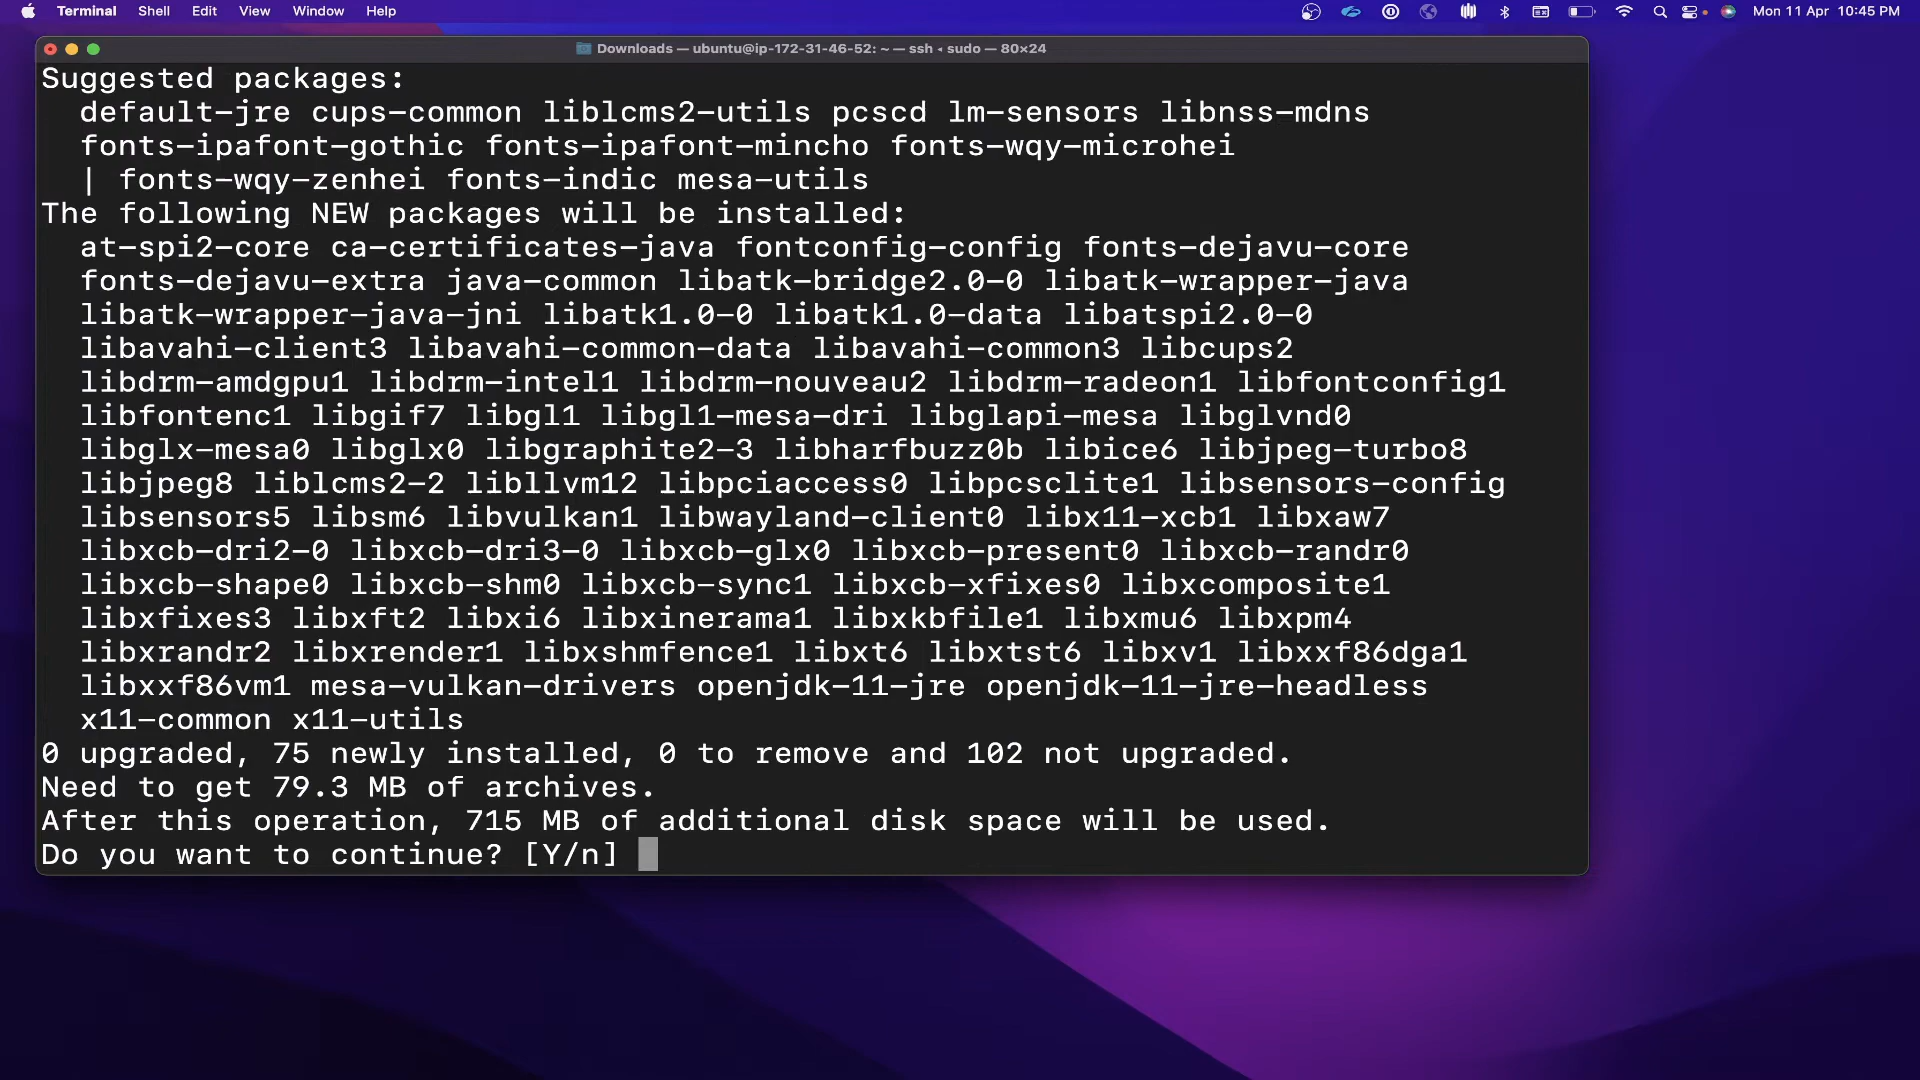 Terminal Shell Edit View Window Help Mon 11 Apr 10:45 PM
Downloads — ubuntu@ip-172-31-46-52: ~ — ssh ◂ sudo — 80×24
Suggested packages:
default-jre cups-common liblcms2-utils pcscd lm-sensors libnss-mdns
fonts-ipafont-gothic fonts-ipafont-mincho fonts-wqy-microhei
| fonts-wqy-zenhei fonts-indic mesa-utils
The following NEW packages will be installed:
at-spi2-core ca-certificates-java fontconfig-config fonts-dejavu-core
fonts-dejavu-extra java-common libatk-bridge2.0-0 libatk-wrapper-java
libatk-wrapper-java-jni libatk1.0-0 libatk1.0-data libatspi2.0-0
libavahi-client3 libavahi-common-data libavahi-common3 libcups2
libdrm-amdgpu1 libdrm-intel1 libdrm-nouveau2 libdrm-radeon1 libfontconfig1
libfontenc1 libgif7 libgl1 libgl1-mesa-dri libglapi-mesa libglvnd0
libglx-mesa0 libglx0 libgraphite2-3 libharfbuzz0b libice6 libjpeg-turbo8
libjpeg8 liblcms2-2 libllvm12 libpciaccess0 libpcsclite1 libsensors-config
libsensors5 libsm6 libvulkan1 libwayland-client0 libx11-xcb1 libxaw7
libxcb-dri2-0 libxcb-dri3-0 libxcb-glx0 libxcb-present0 libxcb-randr0
libxcb-shape0 libxcb-shm0 libxcb-sync1 libxcb-xfixes0 libxcomposite1
libxfixes3 libxft2 libxi6 libxinerama1 libxkbfile1 libxmu6 libxpm4
libxrandr2 libxrender1 libxshmfence1 libxt6 libxtst6 libxv1 libxxf86dga1
libxxf86vm1 mesa-vulkan-drivers openjdk-11-jre openjdk-11-jre-headless
x11-common x11-utils
0 upgraded, 75 newly installed, 0 to remove and 102 not upgraded.
Need to get 79.3 MB of archives.
After this operation, 715 MB of additional disk space will be used.
Do you want to continue? [Y/n]